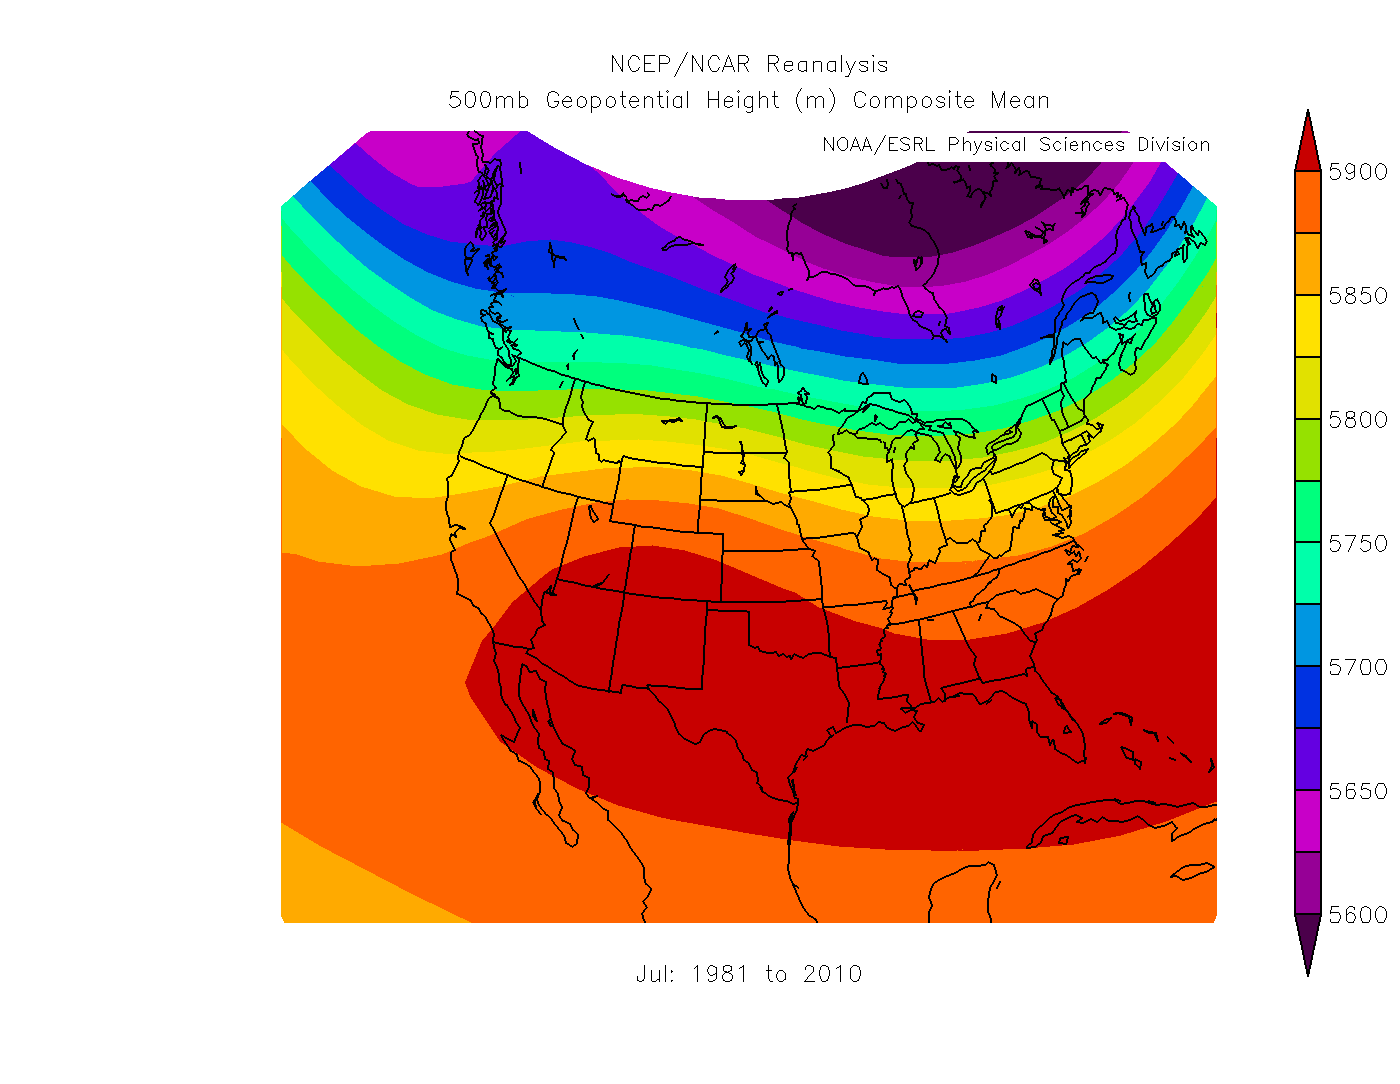 NCEP/NCAR Reanalysis
500mb Geopotential Height (m) Composite Mean
NOAA/ESRL Physical Sciences Division
5900
5850
5800
5750
5700
5650
5600
Jul: 1981 to 2010